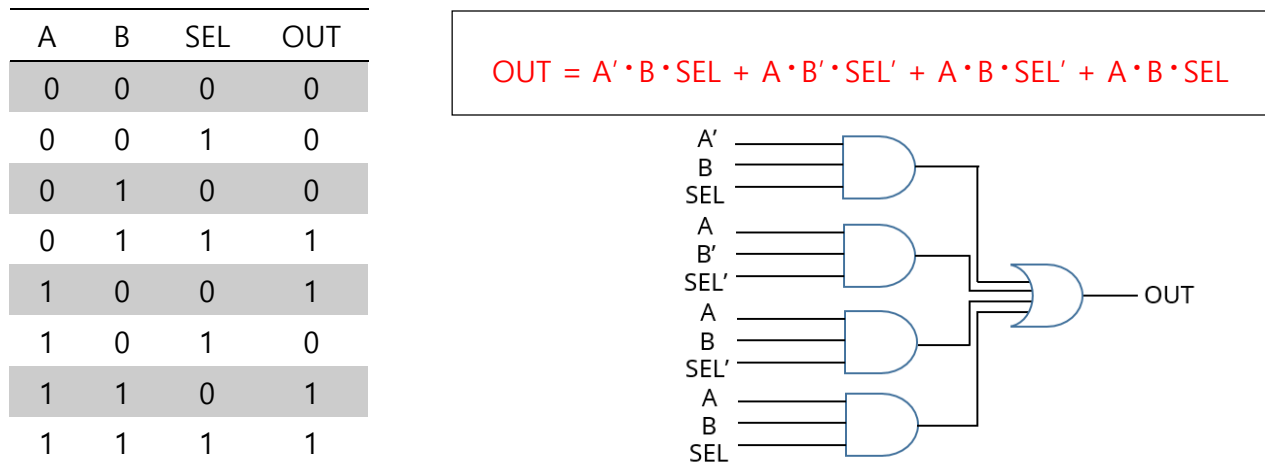 A B SEL OUT
0 0 0 0
0 0 1 0
0 1 0 0
0 1 1 1
1 0 0 1
1 0 1 0
1 1 0 1
1 1 1 1
OUT = A′·B·SEL + A·B′·SEL′ + A·B·SEL′ + A·B·SEL
A’
B
SEL
A
B’
SEL’
A
B
SEL’
A
B
SEL
OUT